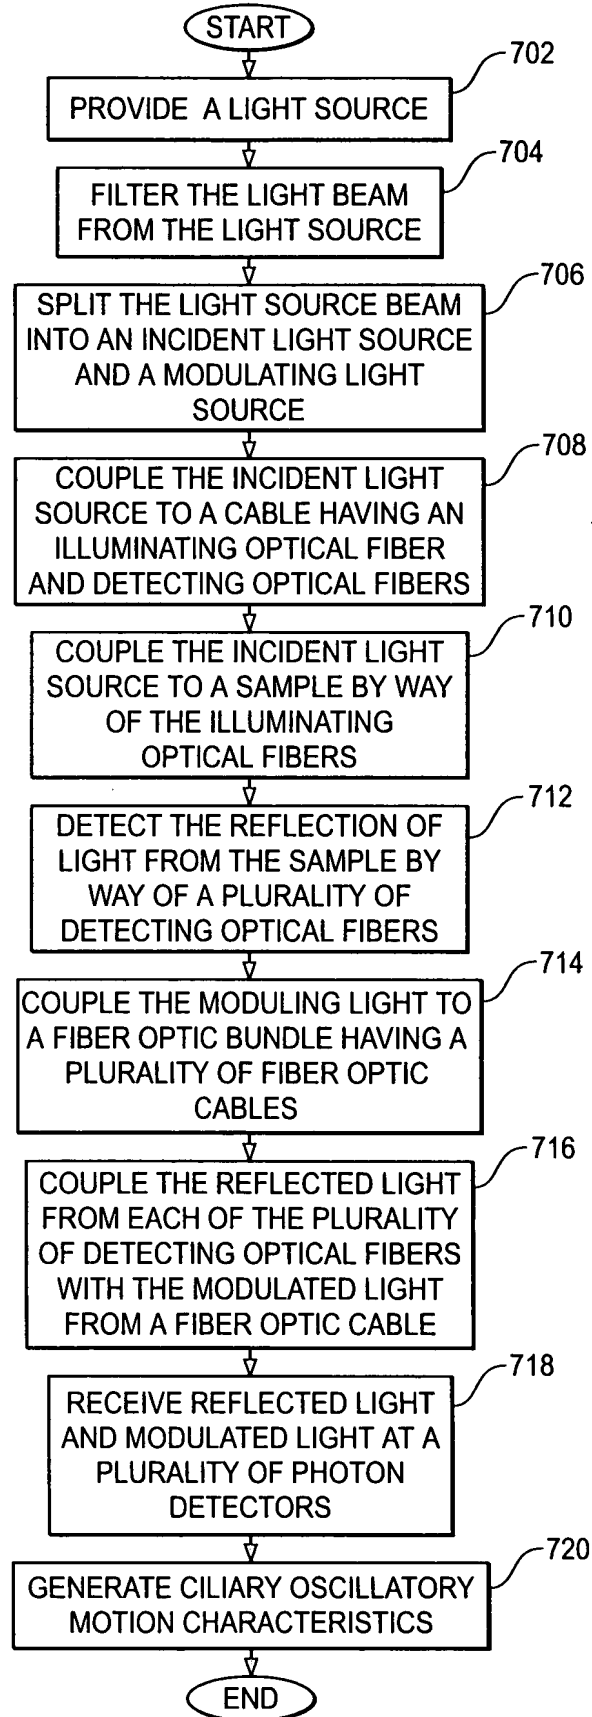 START
702
PROVIDE A LIGHT SOURCE
704
FILTER THE LIGHT BEAM
FROM THE LIGHT SOURCE
706
SPLIT THE LIGHT SOURCE BEAM
INTO AN INCIDENT LIGHT SOURCE
AND A MODULATING LIGHT
SOURCE
708
COUPLE THE INCIDENT LIGHT
SOURCE TO A CABLE HAVING AN
ILLUMINATING OPTICAL FIBER
AND DETECTING OPTICAL FIBERS
710
COUPLE THE INCIDENT LIGHT
SOURCE TO A SAMPLE BY WAY
OF THE ILLUMINATING
OPTICAL FIBERS
712
DETECT THE REFLECTION OF
LIGHT FROM THE SAMPLE BY
WAY OF A PLURALITY OF
DETECTING OPTICAL FIBERS
714
COUPLE THE MODULING LIGHT TO
A FIBER OPTIC BUNDLE HAVING A
PLURALITY OF FIBER OPTIC
CABLES
716
COUPLE THE REFLECTED LIGHT
FROM EACH OF THE PLURALITY
OF DETECTING OPTICAL FIBERS
WITH THE MODULATED LIGHT
FROM A FIBER OPTIC CABLE
718
RECEIVE REFLECTED LIGHT
AND MODULATED LIGHT AT A
PLURALITY OF PHOTON
DETECTORS
720
GENERATE CILIARY OSCILLATORY
MOTION CHARACTERISTICS
END